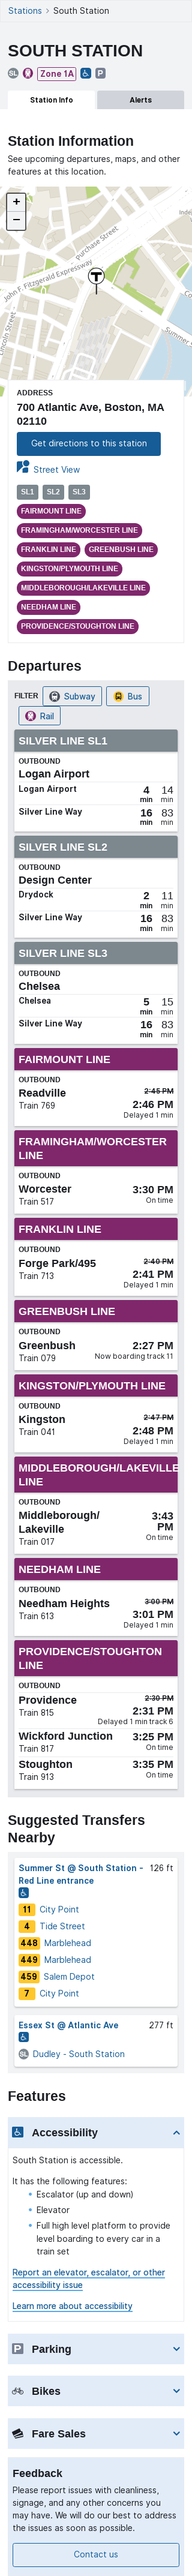 Stations > South Station
SOUTH STATION
SL Zone 1A P
Station Info Alerts
Station Information
See upcoming departures, maps, and other
features at this location.
+
−
Purchase Street
John F. Fitzgerald Expressway
Summer S
T
ADDRESS
700 Atlantic Ave, Boston, MA
02110
Get directions to this station
Street View
SL1 SL2 SL3
FAIRMOUNT LINE
FRAMINGHAM/WORCESTER LINE
FRANKLIN LINE GREENBUSH LINE
KINGSTON/PLYMOUTH LINE
MIDDLEBOROUGH/LAKEVILLE LINE
NEEDHAM LINE
PROVIDENCE/STOUGHTON LINE
Departures
FILTER Subway Bus
Rail
SILVER LINE SL1
OUTBOUND
Logan Airport
Logan Airport 4 min 14 min
Silver Line Way 16 min 83 min
SILVER LINE SL2
OUTBOUND
Design Center
Drydock 2 min 11 min
Silver Line Way 16 min 83 min
SILVER LINE SL3
OUTBOUND
Chelsea
Chelsea 5 min 15 min
Silver Line Way 16 min 83 min
FAIRMOUNT LINE
OUTBOUND
2:45 PM
Readville 2:46 PM
Train 769 Delayed 1 min
FRAMINGHAM/WORCESTER
LINE
OUTBOUND
Worcester 3:30 PM
Train 517 On time
FRANKLIN LINE
OUTBOUND
2:40 PM
Forge Park/495 2:41 PM
Train 713 Delayed 1 min
GREENBUSH LINE
OUTBOUND
Greenbush 2:27 PM
Train 079 Now boarding track 11
KINGSTON/PLYMOUTH LINE
OUTBOUND
2:47 PM
Kingston 2:48 PM
Train 041 Delayed 1 min
MIDDLEBOROUGH/LAKEVILLE
LINE
OUTBOUND
Middleborough/ 3:43
Lakeville PM
Train 017 On time
NEEDHAM LINE
OUTBOUND
3:00 PM
Needham Heights 3:01 PM
Train 613 Delayed 1 min
PROVIDENCE/STOUGHTON
LINE
OUTBOUND
2:30 PM
Providence 2:31 PM
Train 815 Delayed 1 min track 6
Wickford Junction 3:25 PM
Train 817 On time
Stoughton 3:35 PM
Train 913 On time
Suggested Transfers
Nearby
Summer St @ South Station - 126 ft
Red Line entrance
11 City Point
4 Tide Street
448 Marblehead
449 Marblehead
459 Salem Depot
7 City Point
Essex St @ Atlantic Ave 277 ft
SL Dudley - South Station
Features
Accessibility
South Station is accessible.
It has the following features:
• Escalator (up and down)
• Elevator
• Full high level platform to provide
level boarding to every car in a
train set
Report an elevator, escalator, or other
accessibility issue
Learn more about accessibility
P Parking
Bikes
Fare Sales
Feedback
Please report issues with cleanliness,
signage, and any other concerns you
may have. We will do our best to address
the issues as soon as possible.
Contact us